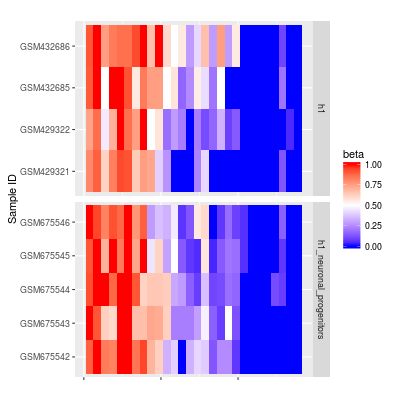 GSM432686
GSM432685
GSM429322
GSM429321
h1
GSM675546
GSM675545
GSM675544
GSM675543
GSM675542
h1_neuronal_progenitors
Sample ID
beta
1.00
0.75
0.50
0.25
0.00